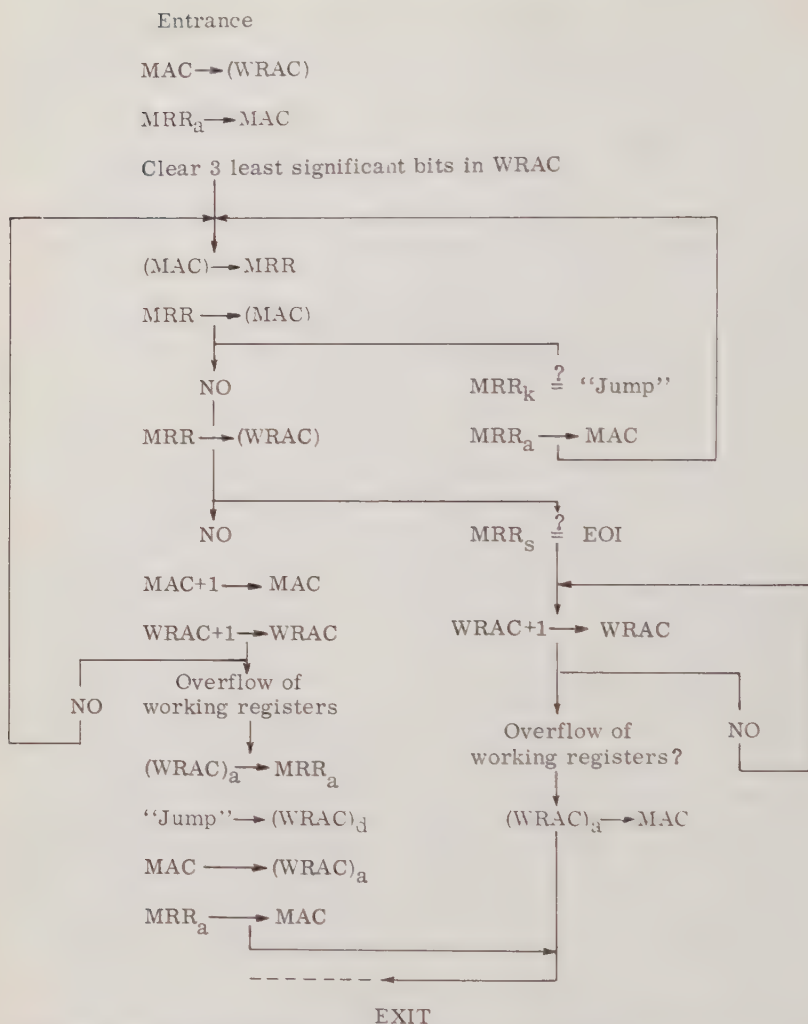 Entrance
MAC→(WRAC)
MRRₐ→MAC
Clear 3 least significant bits in WRAC
(MAC)→MRR
MRR→(MAC)
NO
MRRₖ ≟ “Jump”
MRR→(WRAC)
MRRₐ→MAC
NO
MRRₛ ≟ EOI
MAC+1→MAC
WRAC+1→WRAC
WRAC+1→WRAC
NO
Overflow of
working registers
Overflow of
working registers?
NO
(WRAC)ₐ→MRRₐ
“Jump”→(WRAC)d
(WRAC)ₐ→MAC
MAC→(WRAC)ₐ
MRRₐ→MAC
EXIT